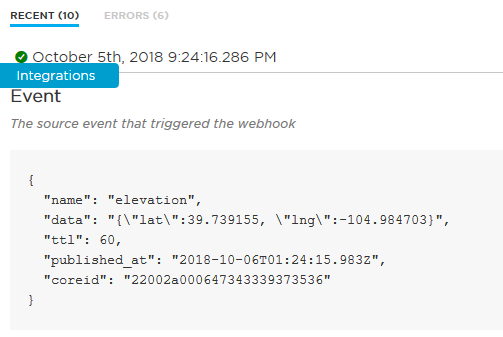 RECENT (10) ERRORS (6)
October 5th, 2018 9:24:16.286 PM
Integrations
Event
The source event that triggered the webhook
{
"name": "elevation",
"data": "{\"lat\":39.739155, \"lng\":-104.984703}",
"ttl": 60,
"published_at": "2018-10-06T01:24:15.983Z",
"coreid": "22002a000647343339373536"
}